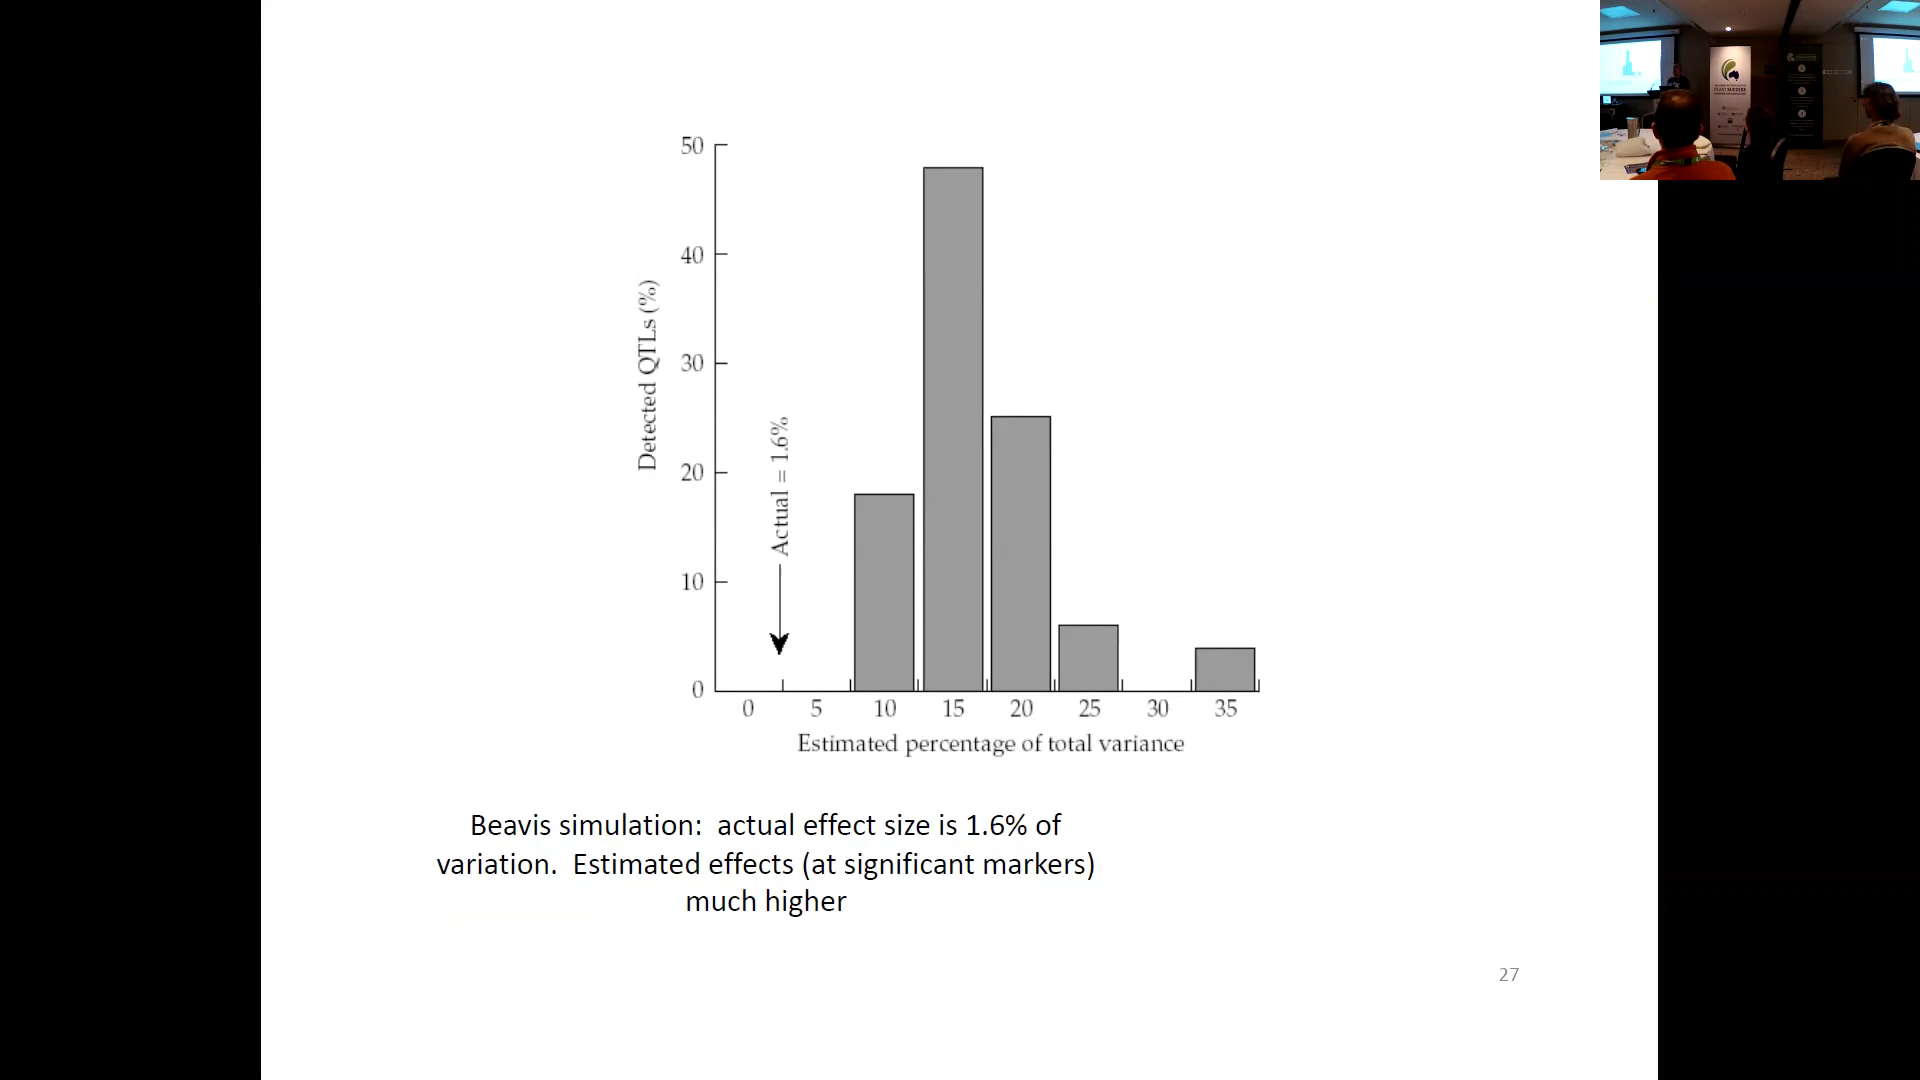 50
40
30
20
10
0
Detected QTLs (%)
Actual = 1.6%
0 5 10 15 20 25 30 35
Estimated percentage of total variance
Beavis simulation: actual effect size is 1.6% of
variation. Estimated effects (at significant markers)
much higher
27
PLANT SUCCESS